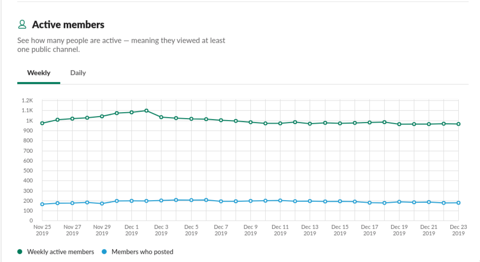 Active members
See how many people are active — meaning they viewed at least
one public channel.
Weekly Daily
1.2K
1.1K
1K
900
800
700
600
500
400
300
200
100
0
Nov 25 Nov 27 Nov 29 Dec 1 Dec 3 Dec 5 Dec 7 Dec 9 Dec 11 Dec 13 Dec 15 Dec 17 Dec 19 Dec 21 Dec 23
2019 2019 2019 2019 2019 2019 2019 2019 2019 2019 2019 2019 2019 2019 2019
Weekly active members Members who posted